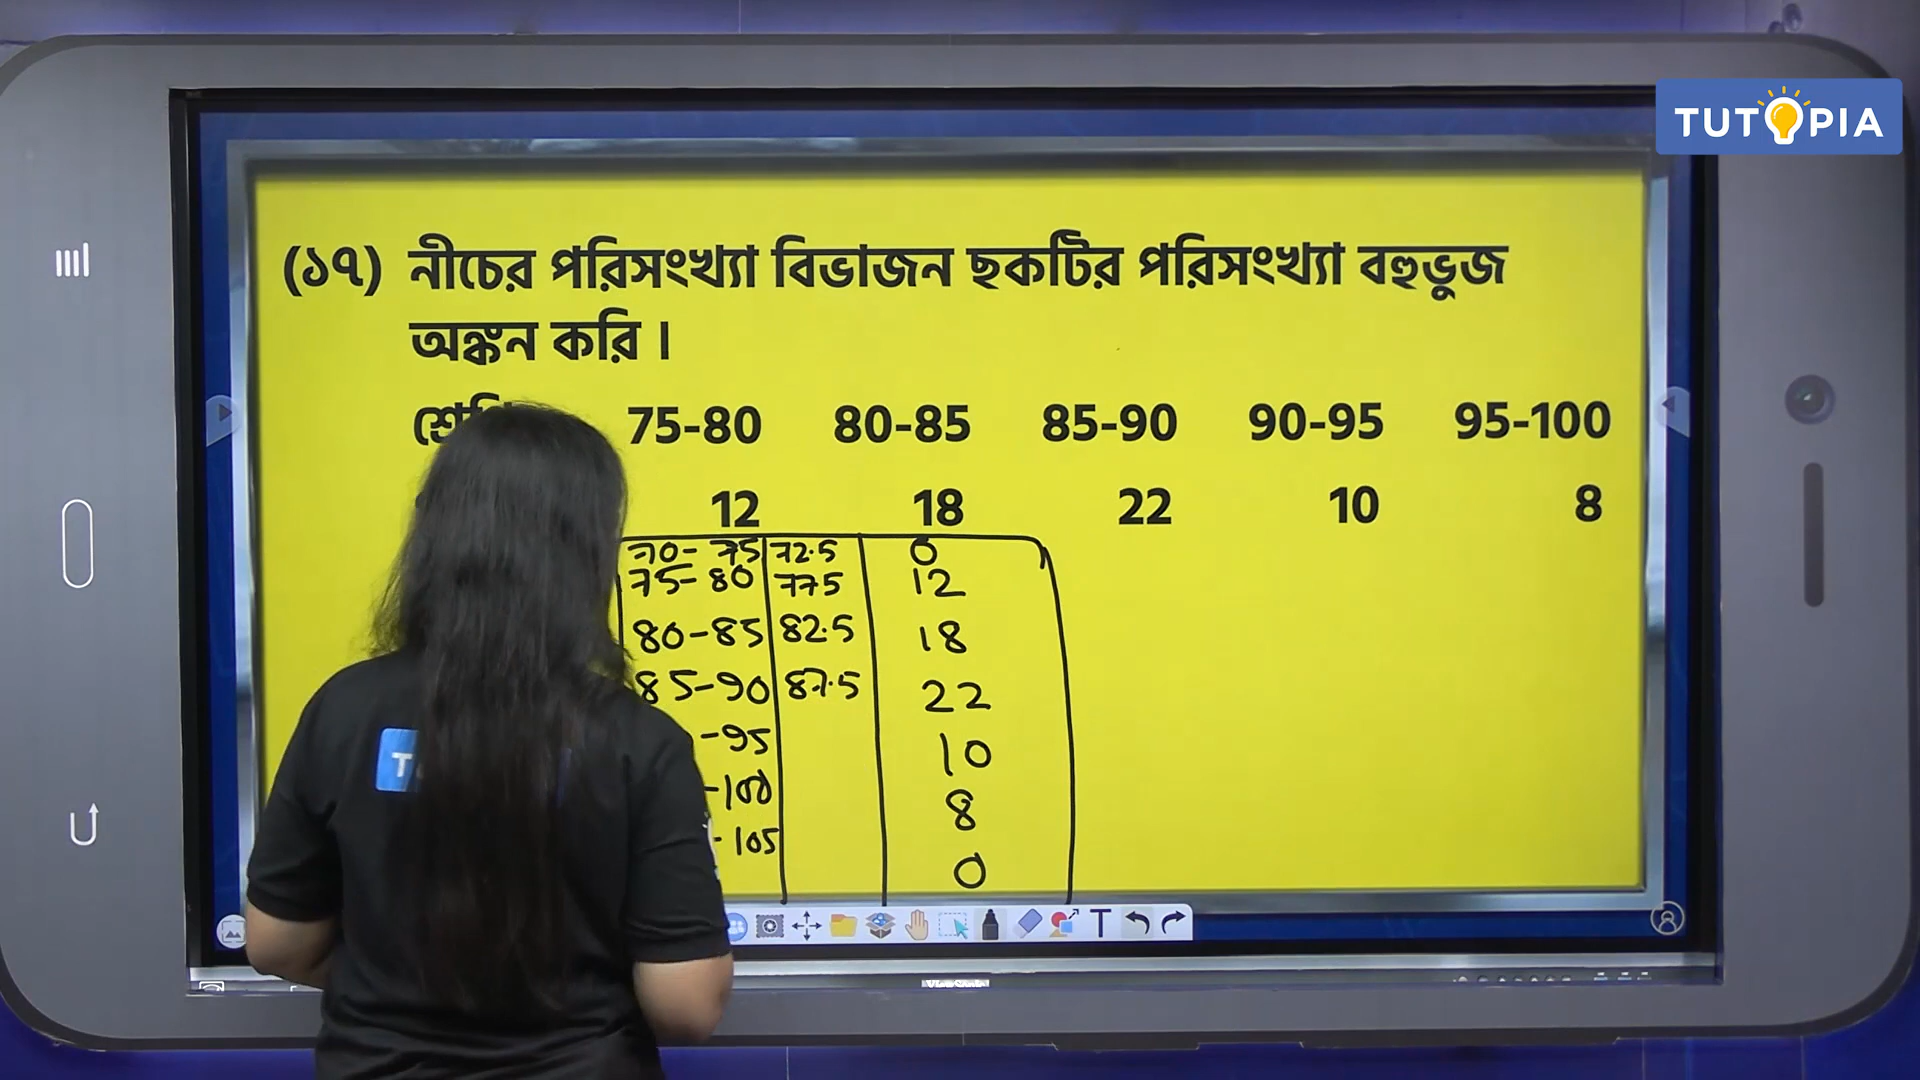 TUTOPIA
(১৭) নীচের পরিসংখ্যা বিভাজন ছকটির পরিসংখ্যা বহুভুজ
অঙ্কন করি ।
75-80 80-85 85-90 90-95 95-100
12 18 22 10 8
70-75 72.5 0
75-80 775 12
80-85 82.5 18
85-90 87.5 22
-95 10
-100 8
-105 0
T